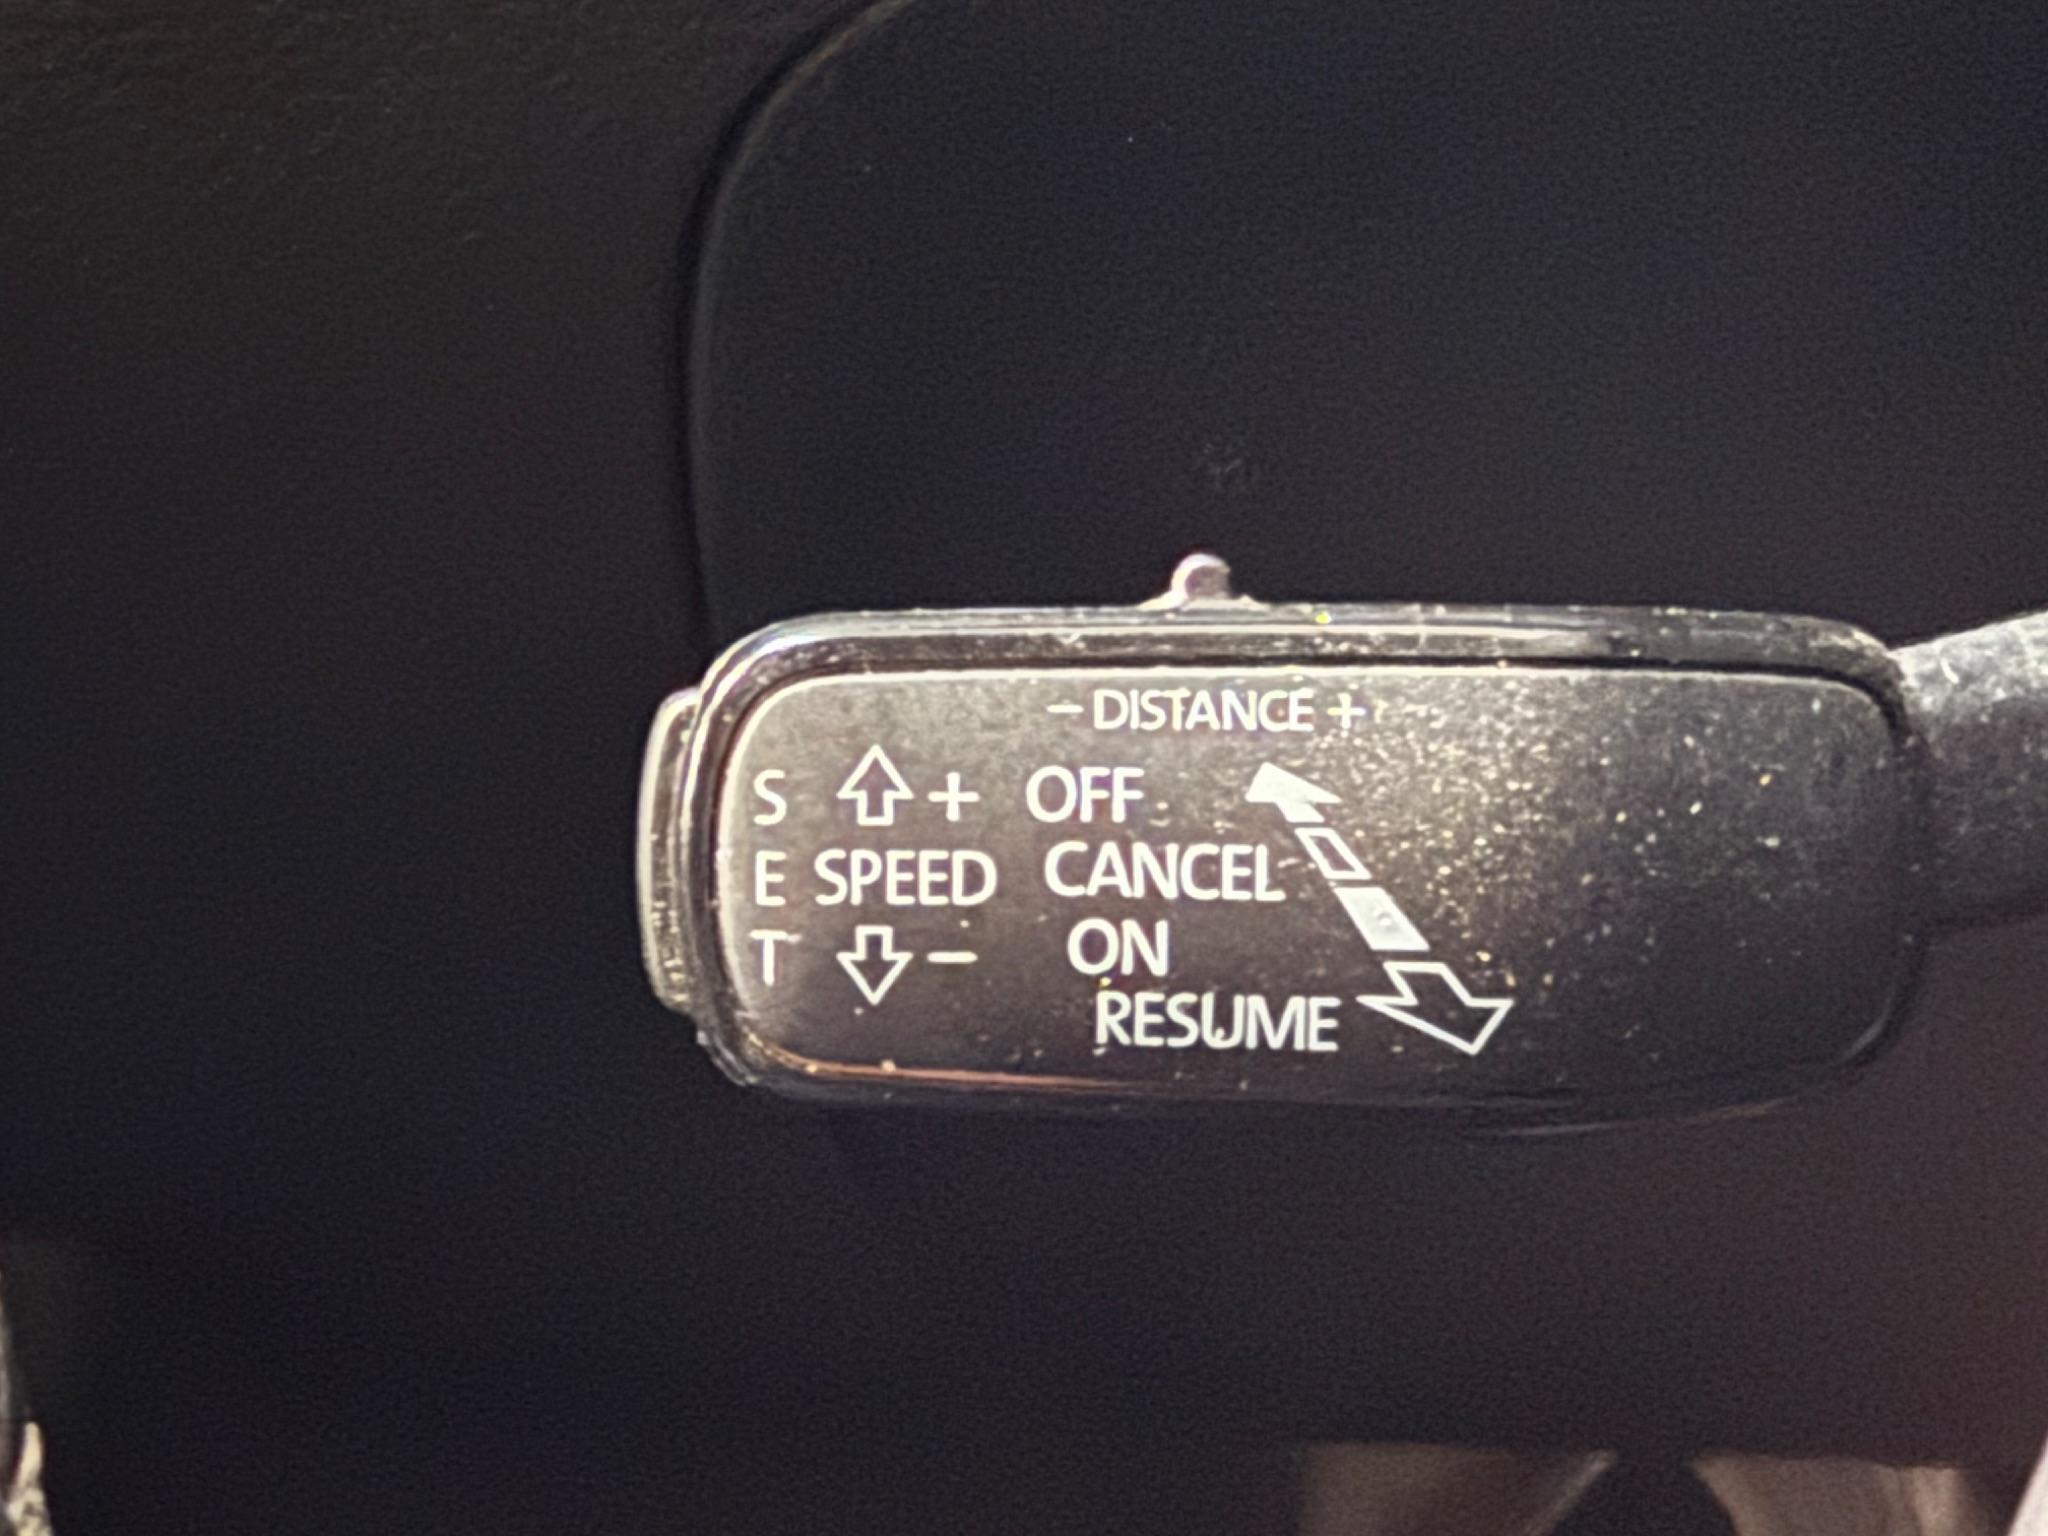 - DISTANCE +
S + OFF
E SPEED CANCEL
T - ON
RESUME